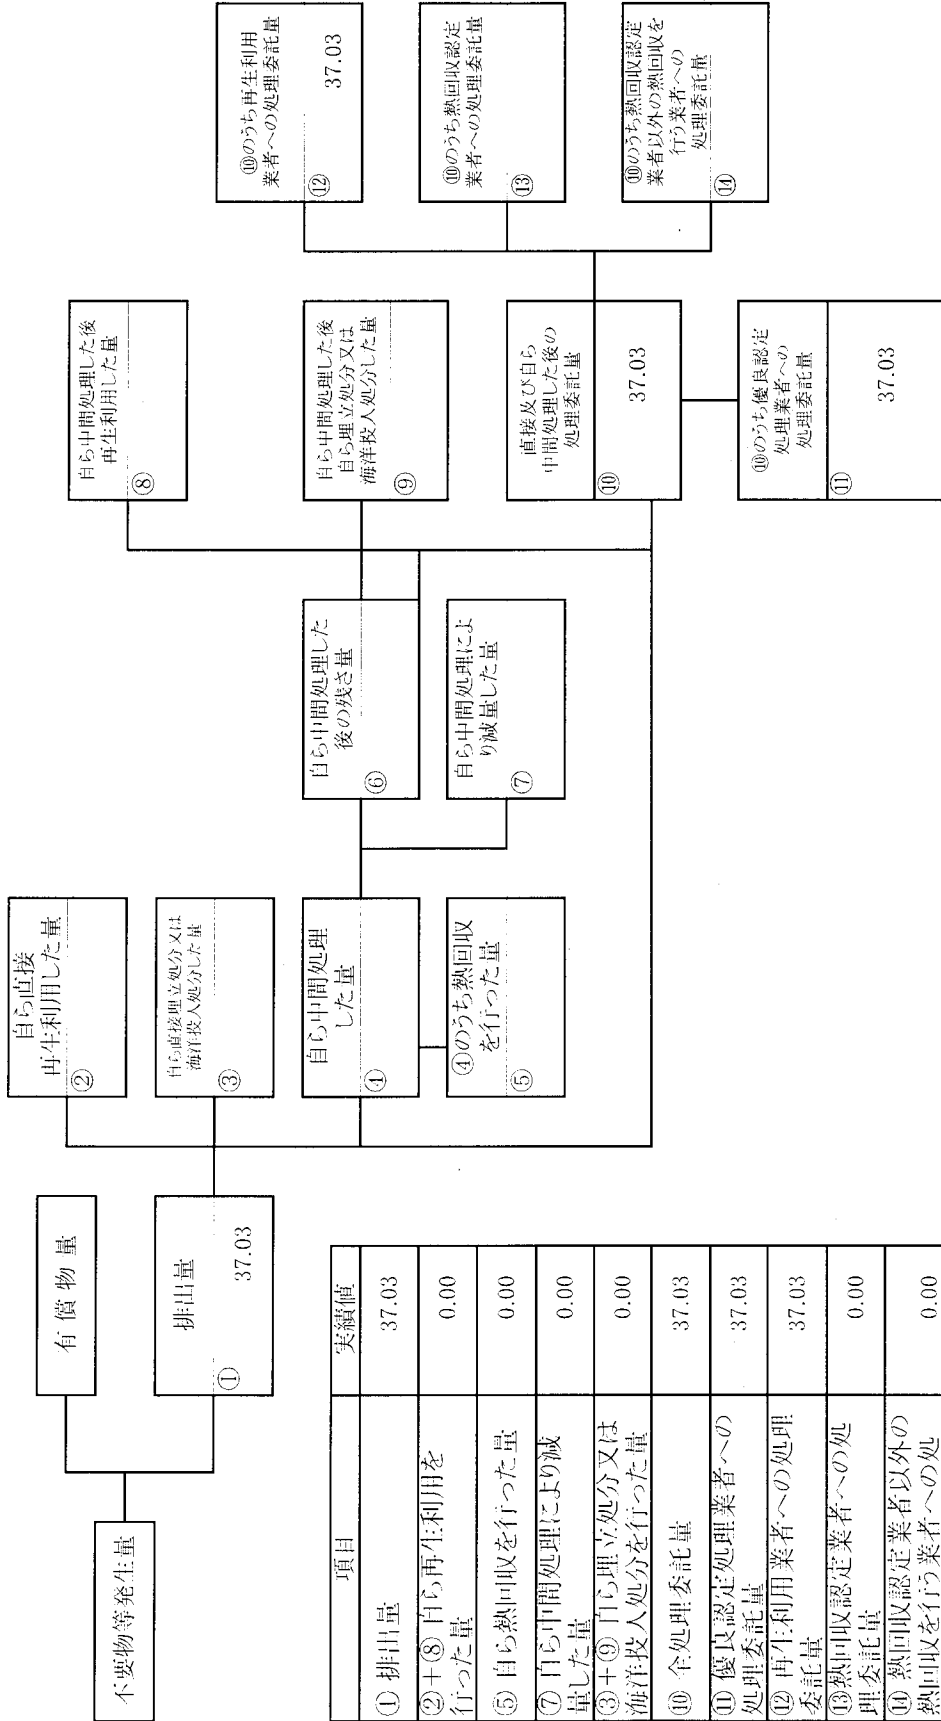 不要物等発生量
有償物量
排出量
①
37.03
自ら直接
再生利用した量
②
自ら直接埋立処分又は
海洋投入処分した量
③
自ら中間処理
した量
④
④のうち熱回収
を行った量
⑤
自ら中間処理した
後の残さ量
⑥
自ら中間処理によ
り減量した量
⑦
自ら中間処理した後
再生利用した量
⑧
自ら中間処理した後
自ら埋立処分又は
海洋投入処分した量
⑨
直接及び自ら
中間処理した後の
処理委託量
⑩
37.03
⑩のうち優良認定
処理業者への
処理委託量
⑪
37.03
⑩のうち再生利用
業者への処理委託量
⑫
37.03
⑩のうち熱回収認定
業者への処理委託量
⑬
⑩のうち熱回収認定
業者以外の熱回収を
行う業者への
処理委託量
⑭
項目 実績値
① 排出量 37.03
②+⑧ 自ら再生利用を
行った量 0.00
⑤ 自ら熱回収を行った量 0.00
⑦ 自ら中間処理により減
量した量 0.00
③+⑨ 自ら埋立処分又は
海洋投入処分を行った量 0.00
⑩ 全処理委託量 37.03
⑪ 優良認定処理業者への
処理委託量 37.03
⑫ 再生利用業者への処理
委託量 37.03
⑬熱回収認定業者への処
理委託量 0.00
⑭ 熱回収認定業者以外の
熱回収を行う業者への処 0.00